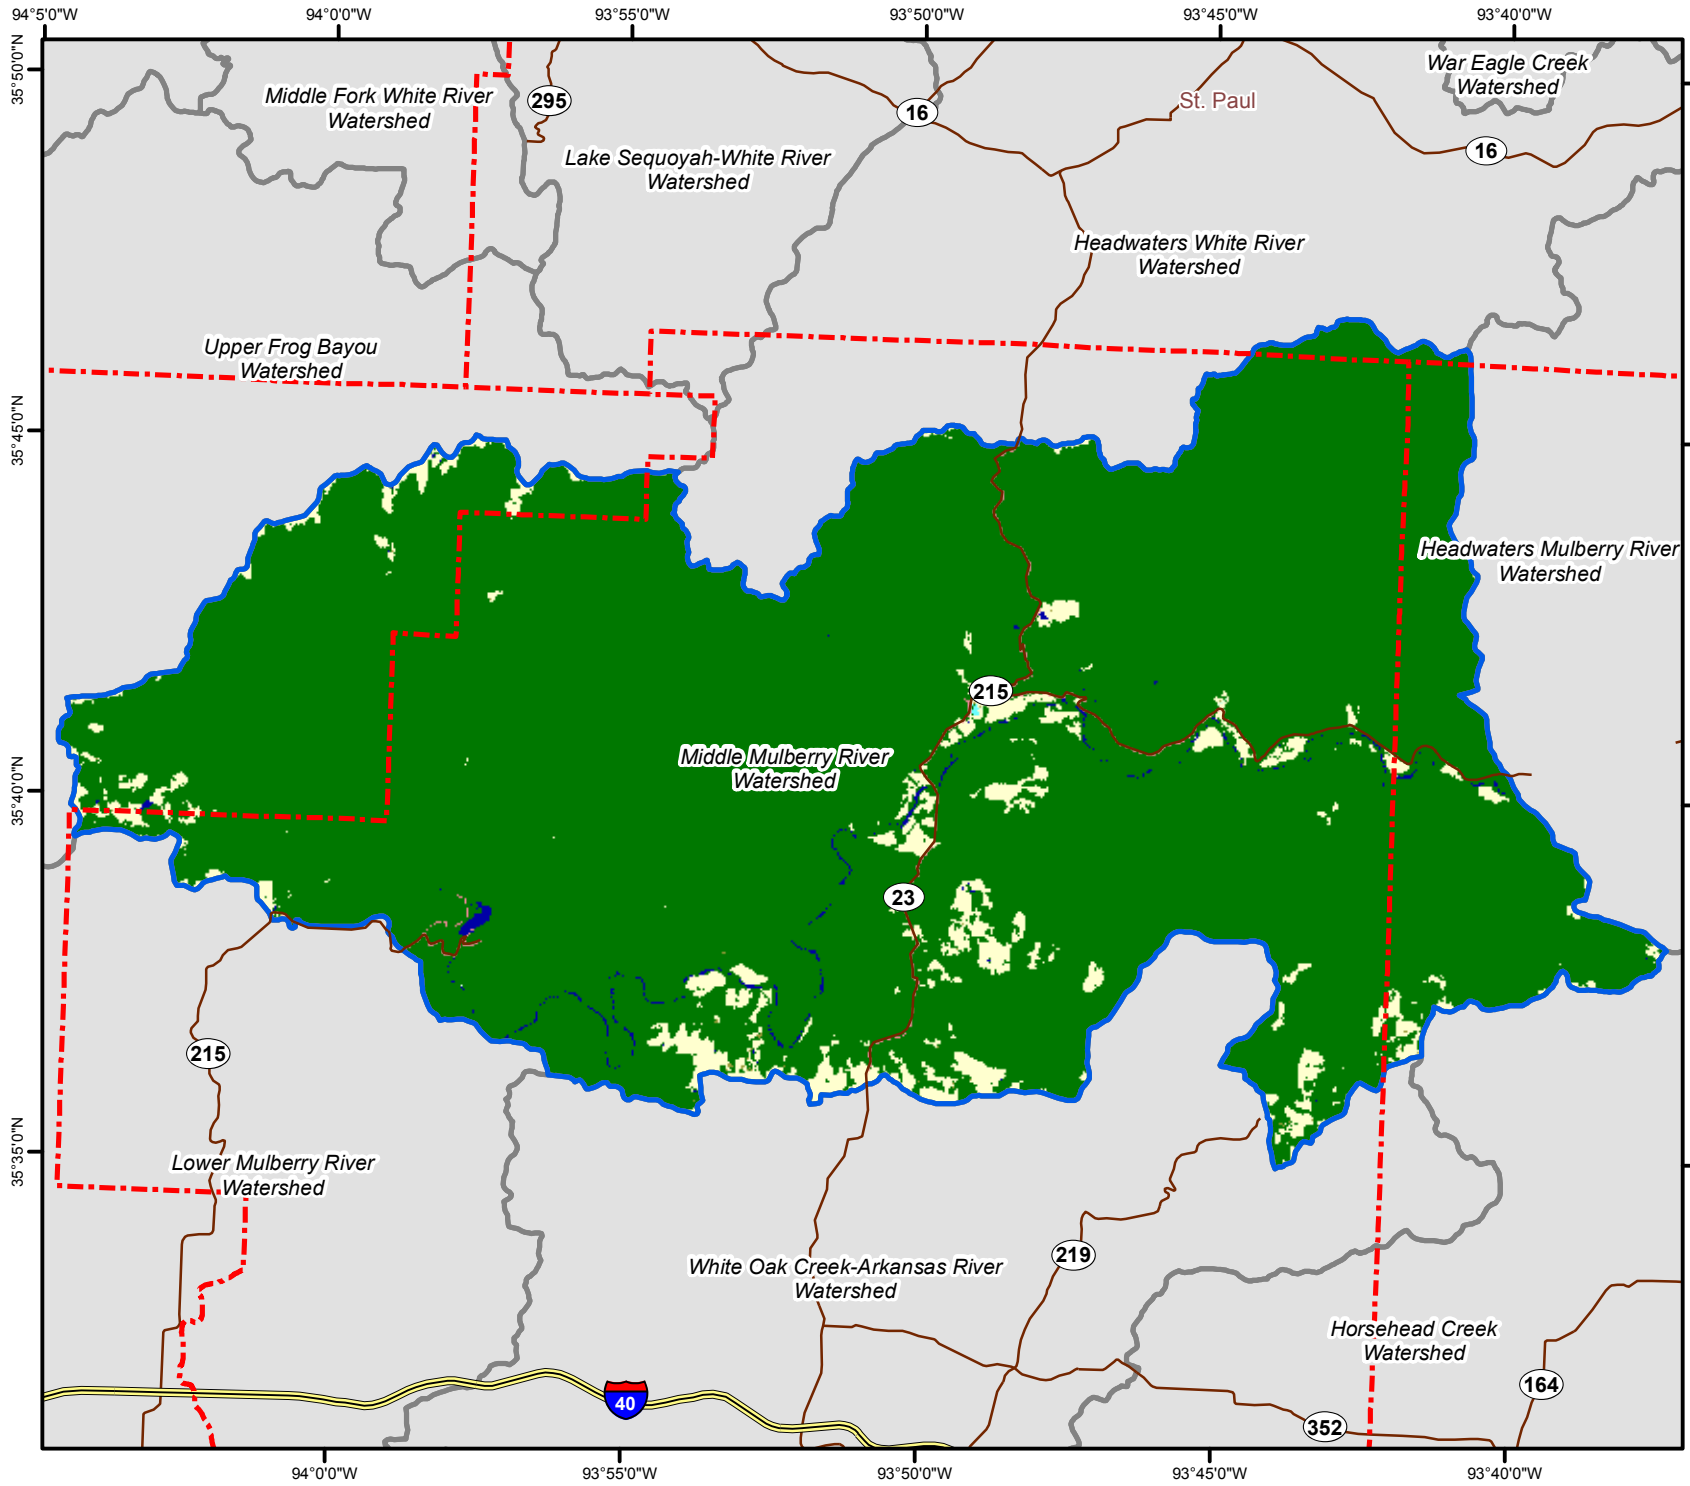 94°5'0"W
94°0'0"W
93°55'0"W
93°50'0"W
93°45'0"W
93°40'0"W
35°50'0"N
35°45'0"N
35°40'0"N
35°35'0"N
War Eagle Creek
Watershed
Middle Fork White River
Watershed
295
16
St. Paul
16
Lake Sequoyah-White River
Watershed
Headwaters White River
Watershed
Upper Frog Bayou
Watershed
Headwaters Mulberry River
Watershed
215
Middle Mulberry River
Watershed
23
215
Lower Mulberry River
Watershed
219
White Oak Creek-Arkansas River
Watershed
Horsehead Creek
Watershed
164
40
352
94°0'0"W
93°55'0"W
93°50'0"W
93°45'0"W
93°40'0"W